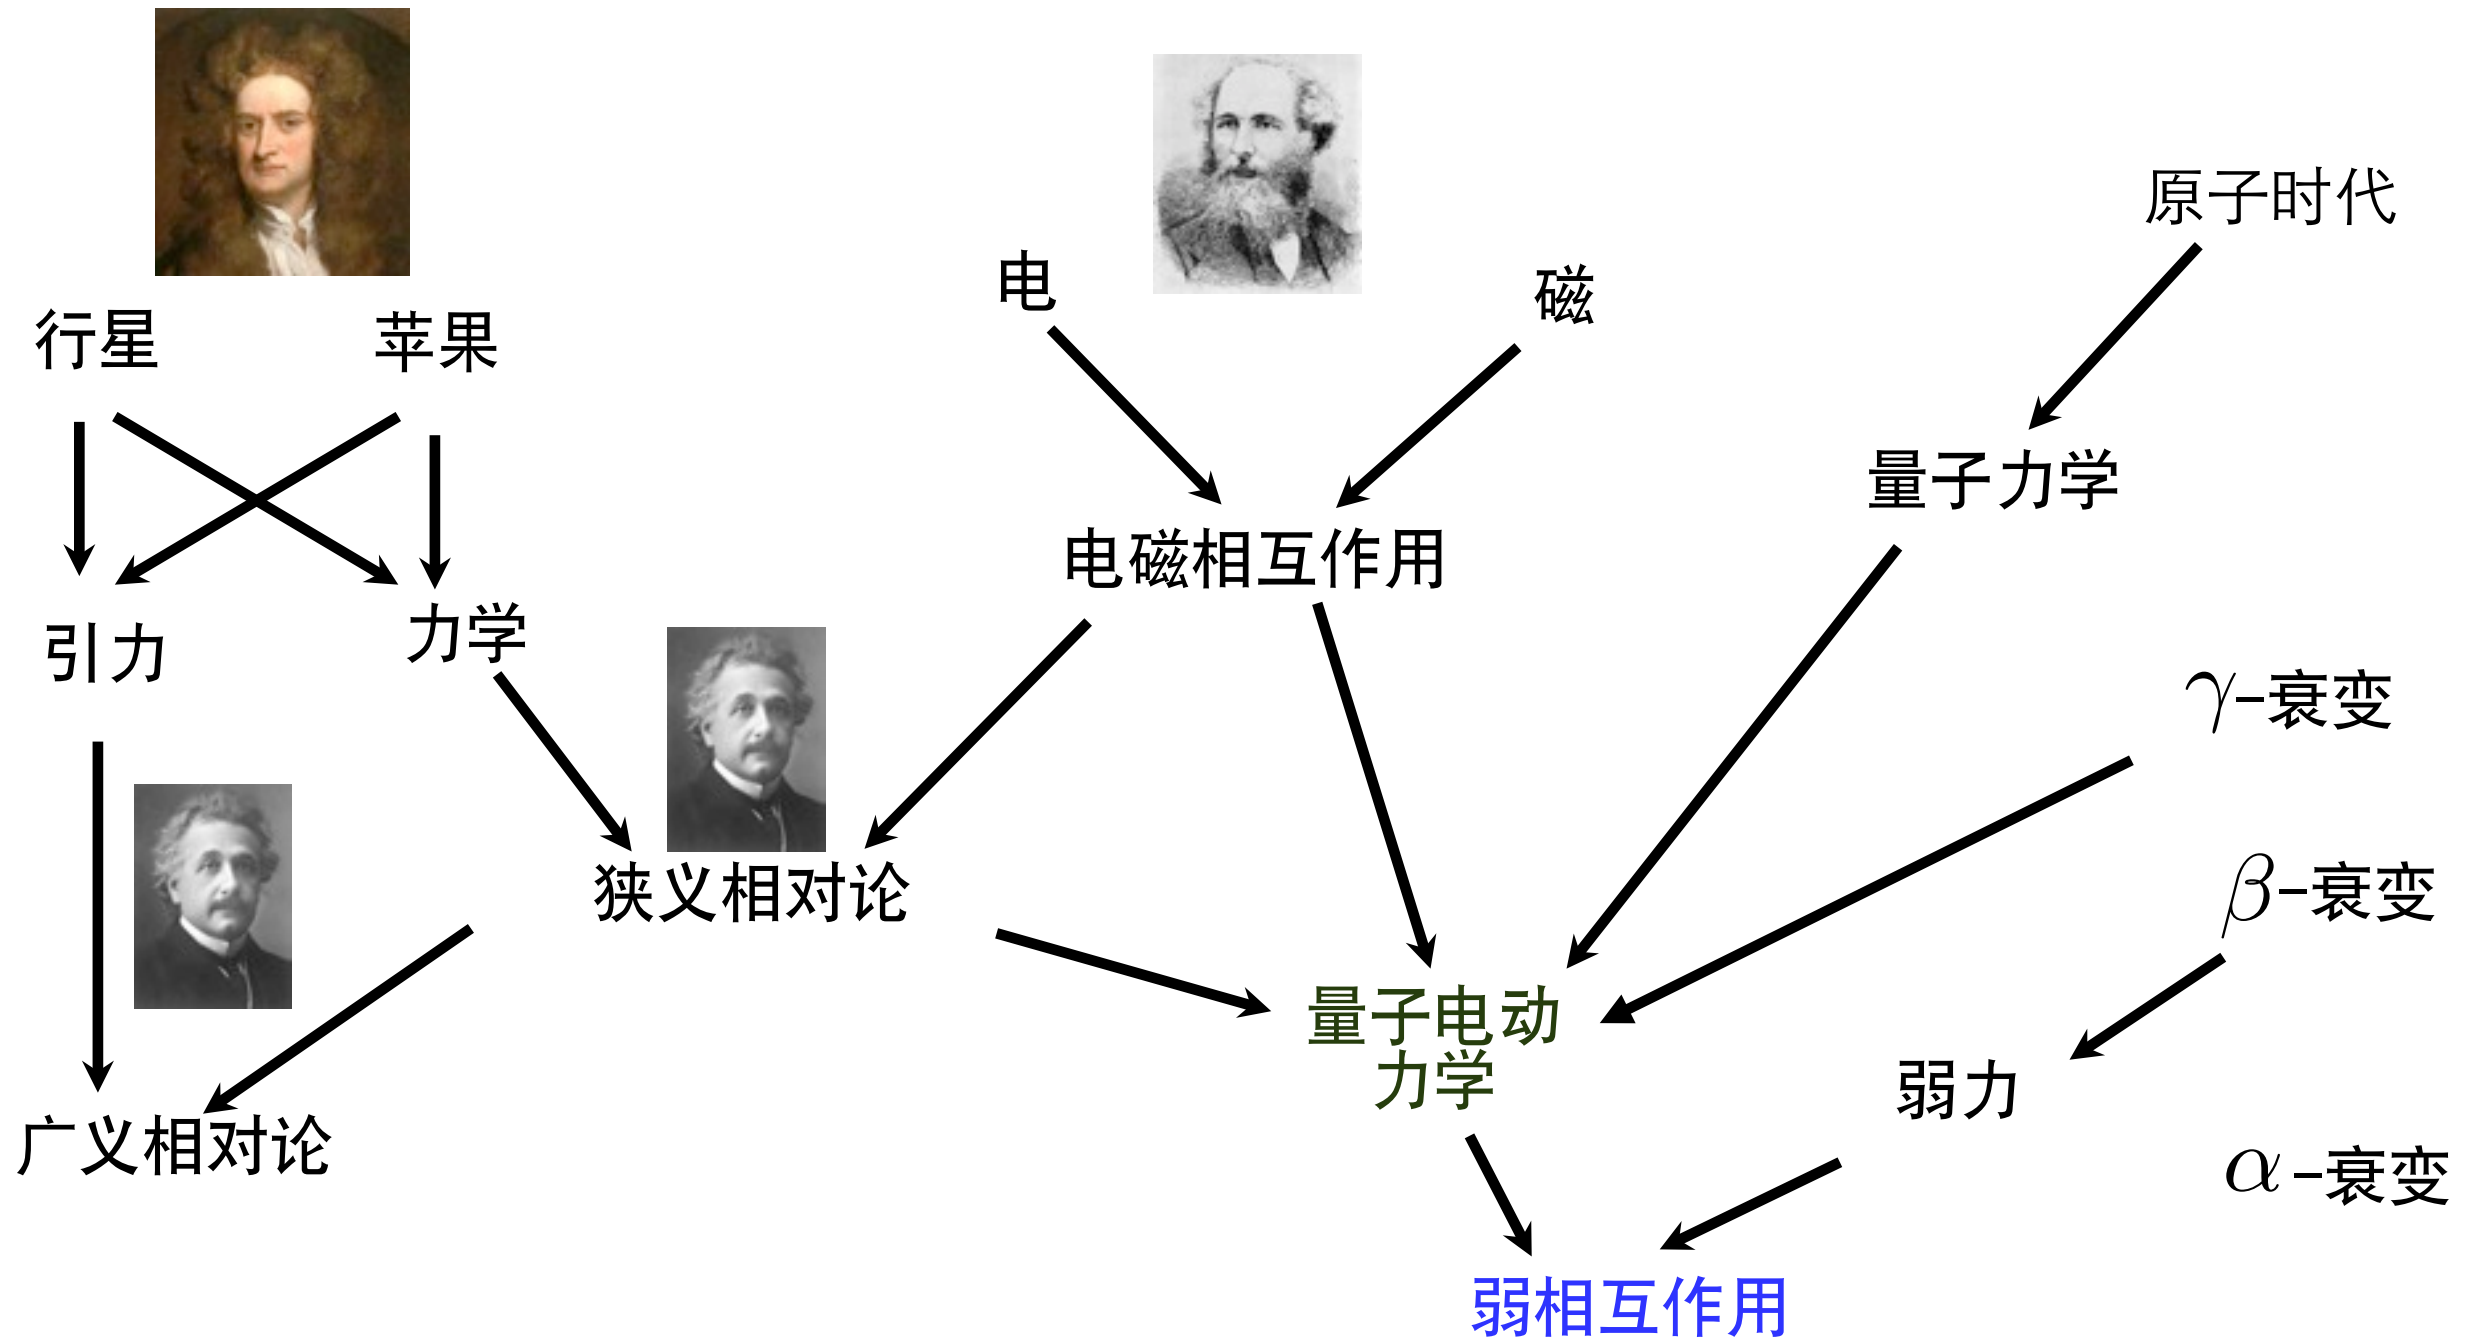 原子时代
电
磁
行星
苹果
量子力学
电磁相互作用
引力
力学
γ-衰变
狭义相对论
β-衰变
量子电动
力学
弱力
广义相对论
α-衰变
弱相互作用